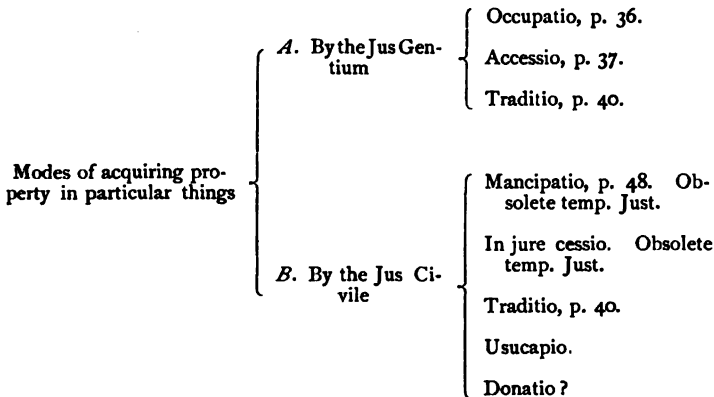 Modes of acquiring pro-
perty in particular things
A. By the Jus Gen-
tium
Occupatio, p. 36.
Accessio, p. 37.
Traditio, p. 40.
B. By the Jus Ci-
vile
Mancipatio, p. 48. Ob-
solete temp. Just.
In jure cessio. Obsolete
temp. Just.
Traditio, p. 40.
Usucapio.
Donatio?